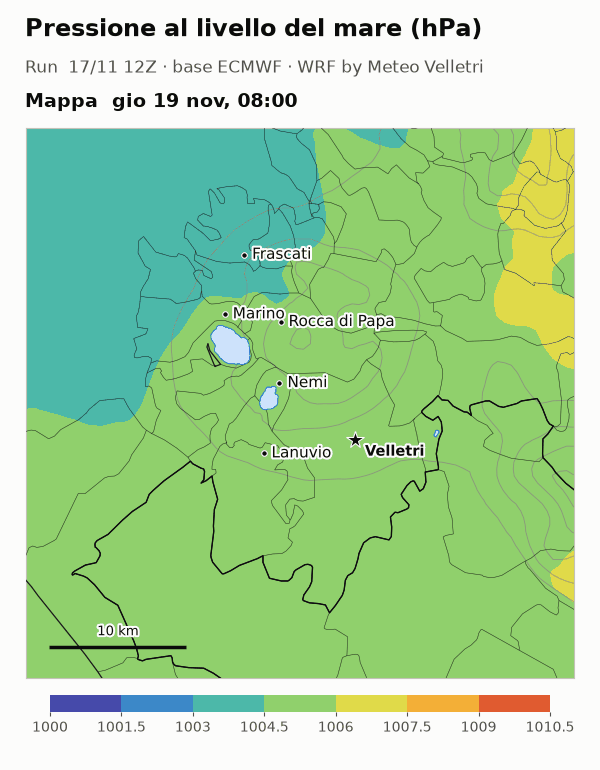 Pressione al livello del mare (hPa)
Run 17/11 12Z · base ECMWF · WRF by Meteo Velletri
Mappa gio 19 nov, 08:00
Frascati
Marino
Rocca di Papa
Nemi
Velletri
Lanuvio
10 km
1000 1001.5 1003 1004.5 1006 1007.5 1009 1010.5